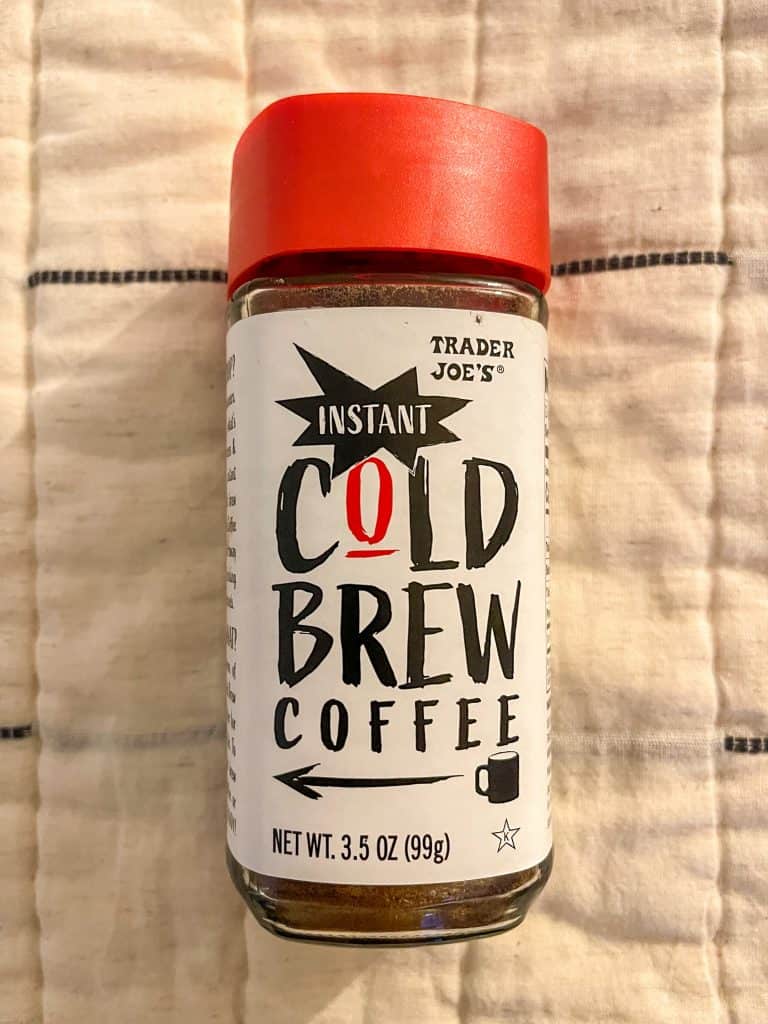 TRADER
JOE'S®
INSTANT
COLD
BREW
COFFEE
NET WT. 3.5 OZ (99g)
K